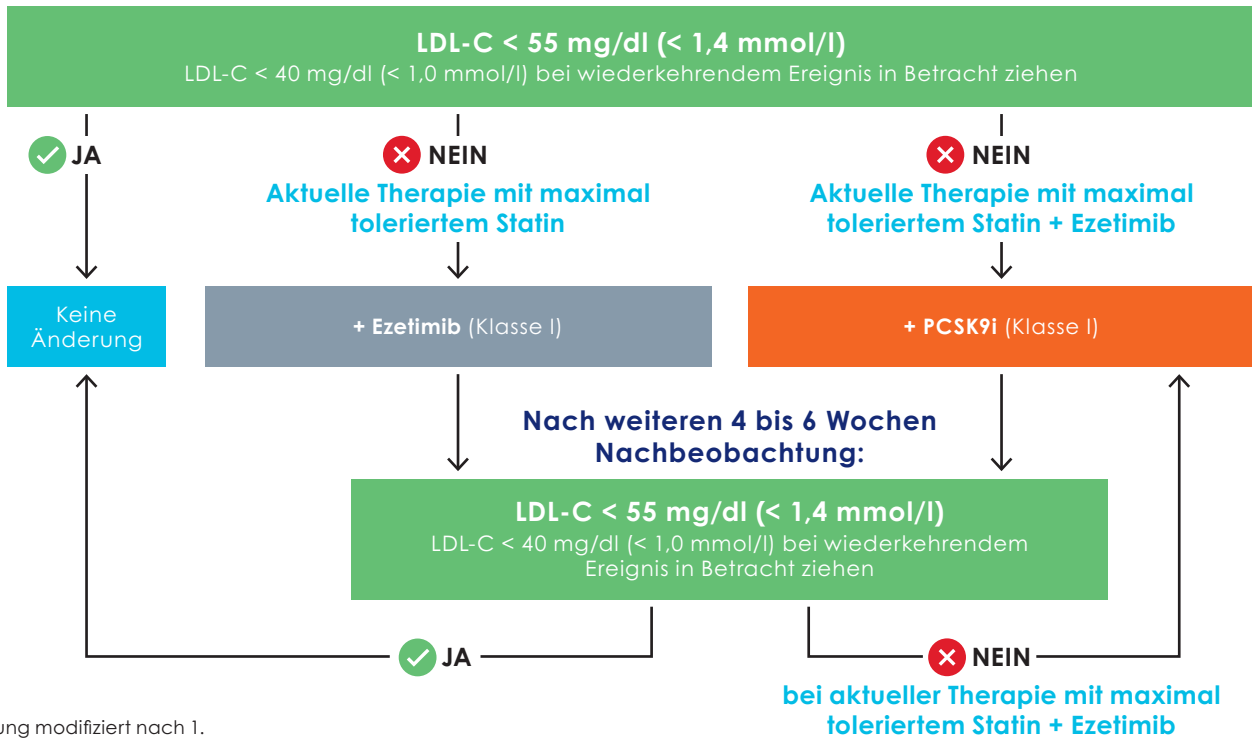 LDL-C < 55 mg/dl (< 1,4 mmol/l)
LDL-C < 40 mg/dl (< 1,0 mmol/l) bei wiederkehrendem Ereignis in Betracht ziehen
JA
NEIN
NEIN
Aktuelle Therapie mit maximal
toleriertem Statin
Aktuelle Therapie mit maximal
toleriertem Statin + Ezetimib
Keine
Änderung
+ Ezetimib (Klasse I)
+ PCSK9i (Klasse I)
Nach weiteren 4 bis 6 Wochen
Nachbeobachtung:
LDL-C < 55 mg/dl (< 1,4 mmol/l)
LDL-C < 40 mg/dl (< 1,0 mmol/l) bei wiederkehrendem
Ereignis in Betracht ziehen
JA
NEIN
bei aktueller Therapie mit maximal
toleriertem Statin + Ezetimib
ung modifiziert nach 1.